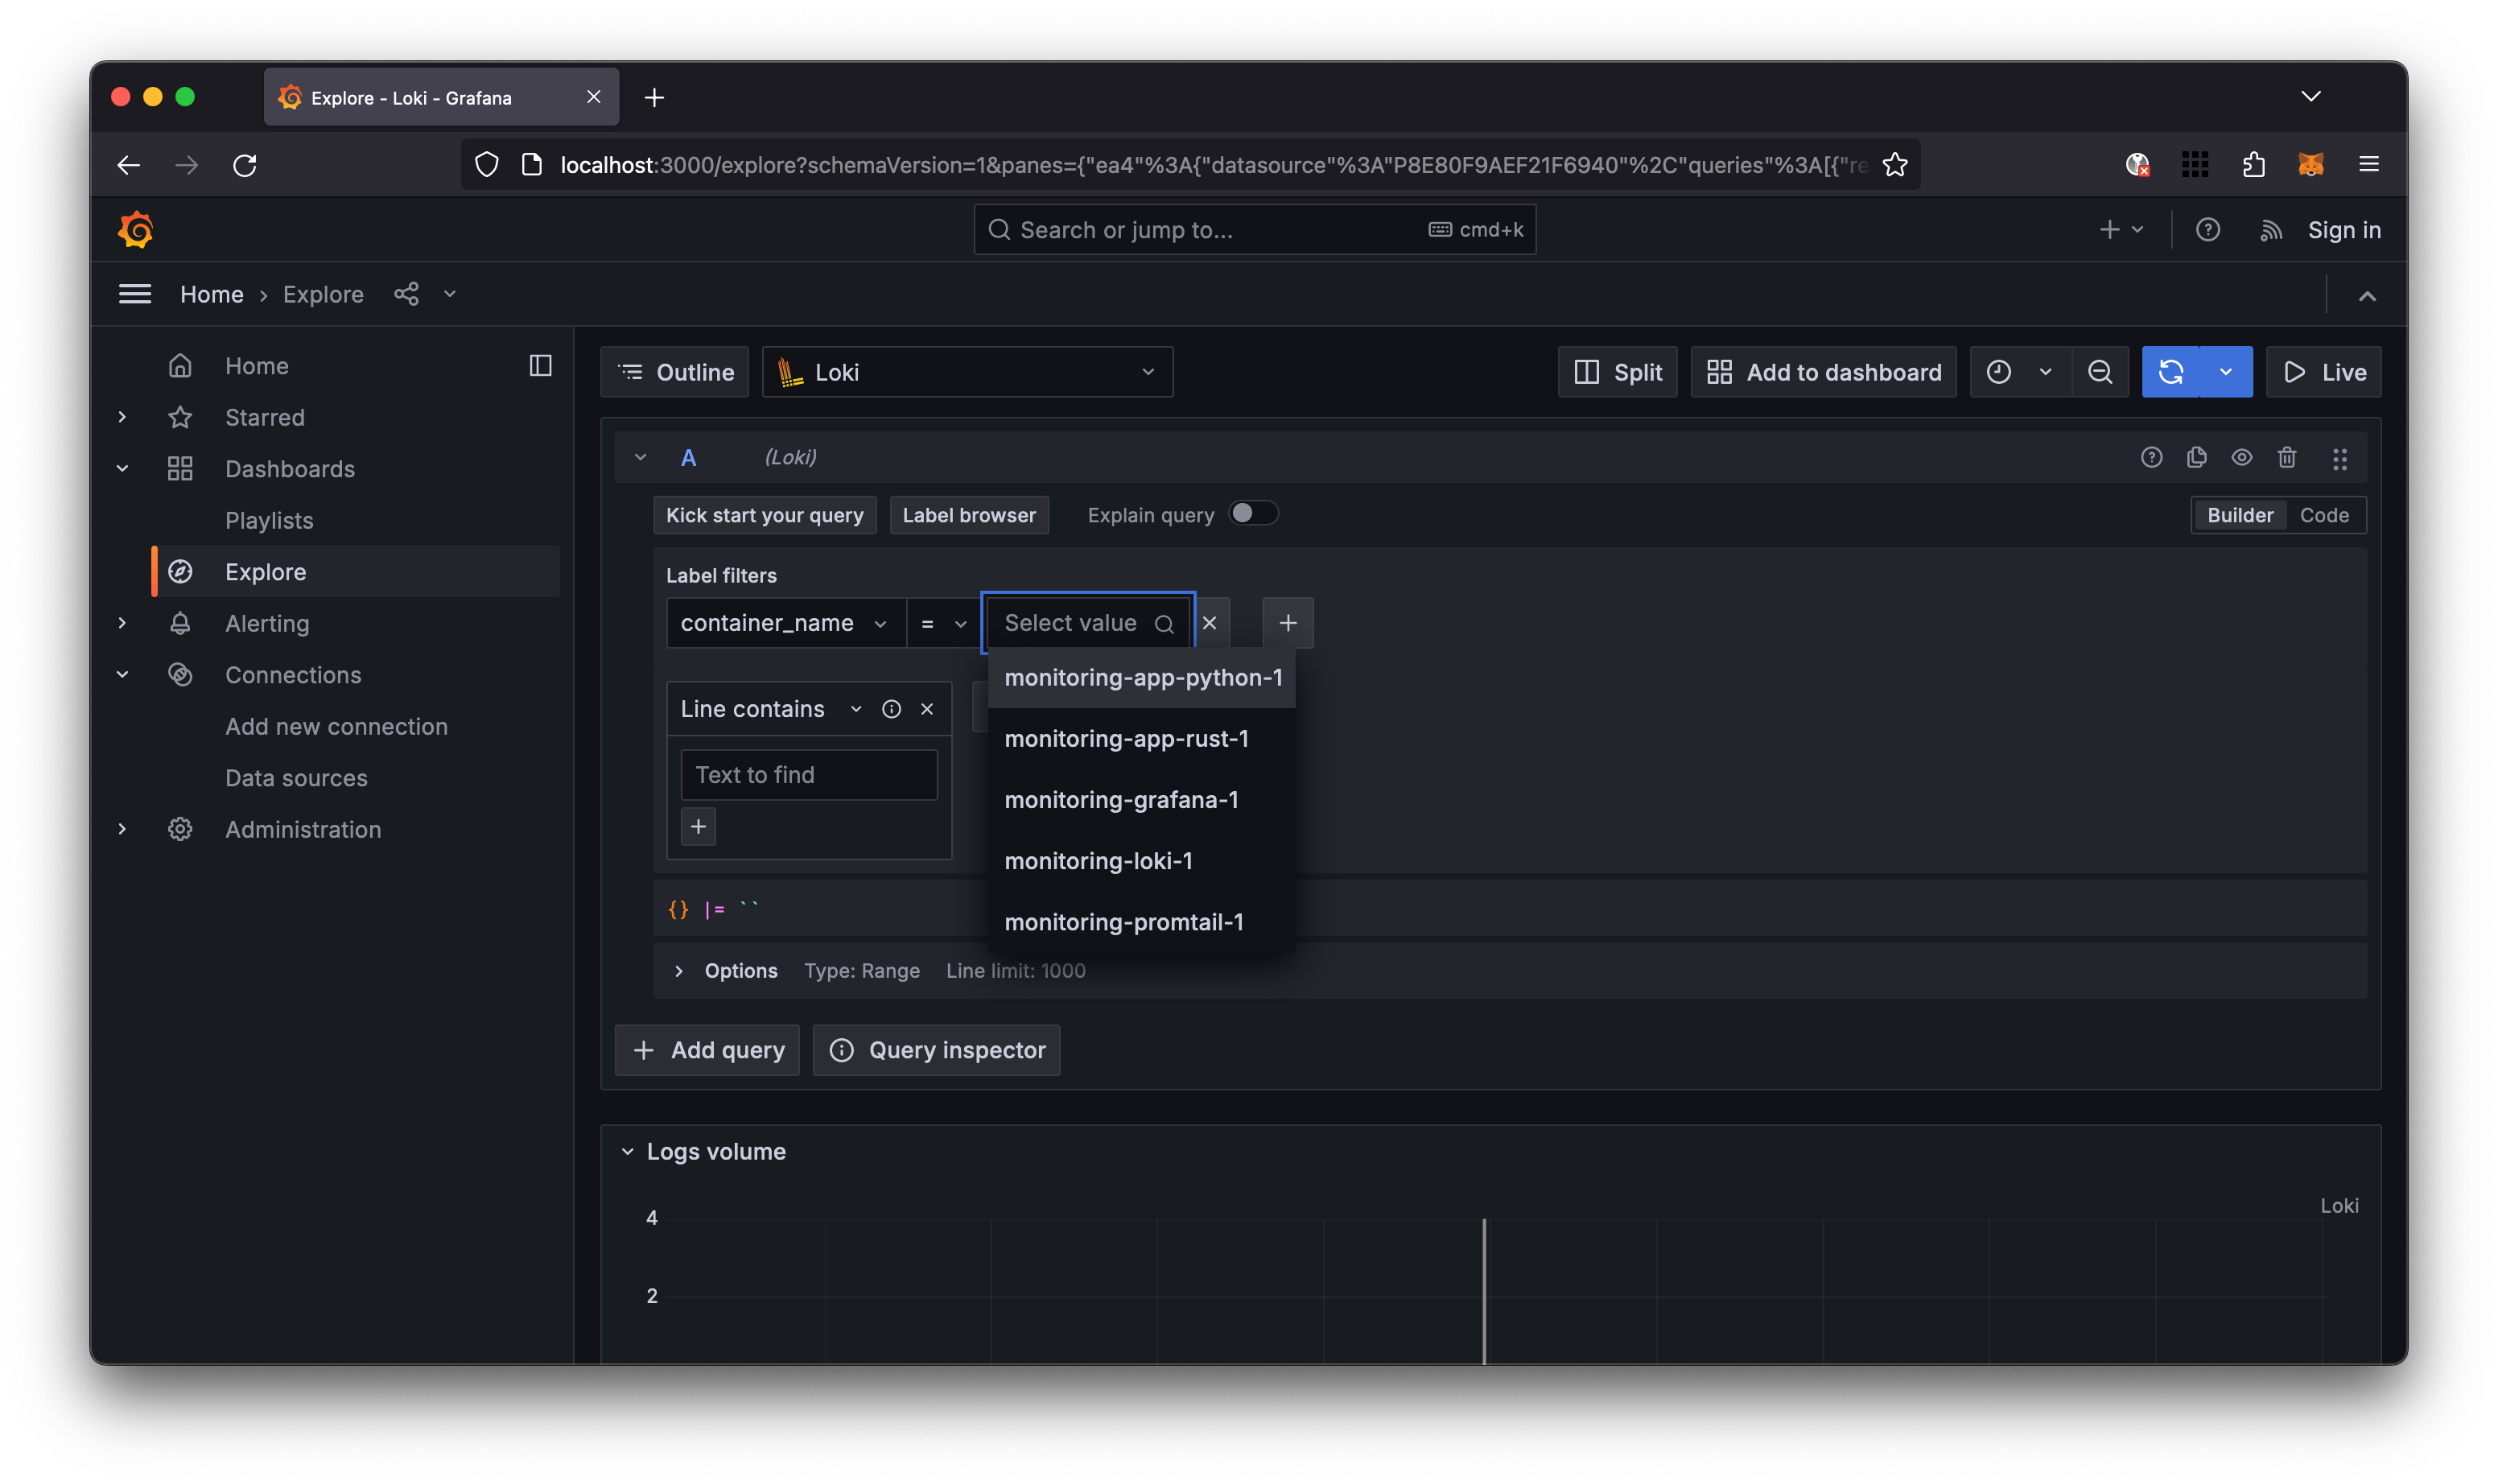 Explore - Loki - Grafana
localhost:3000/explore?schemaVersion=1&panes={"ea4"%3A{"datasource"%3A"P8E80F9AEF21F6940"%2C"queries"%3A[{"re
Search or jump to...
cmd+k
Sign in
Home › Explore
Home
Starred
Dashboards
Playlists
Explore
Alerting
Connections
Add new connection
Data sources
Administration
Outline
Loki
Split
Add to dashboard
Live
A (Loki)
Kick start your query
Label browser
Explain query
Builder
Code
Label filters
container_name
=
Select value
monitoring-app-python-1
monitoring-app-rust-1
monitoring-grafana-1
monitoring-loki-1
monitoring-promtail-1
Line contains
Text to find
{} |= ``
Options Type: Range Line limit: 1000
Add query
Query inspector
Logs volume
Loki
4
2